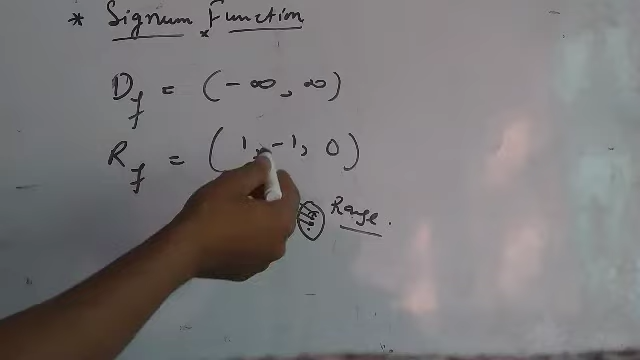 * Signum Function
Df = (-∞, ∞)
Rf = (1, -1, 0)
Range.